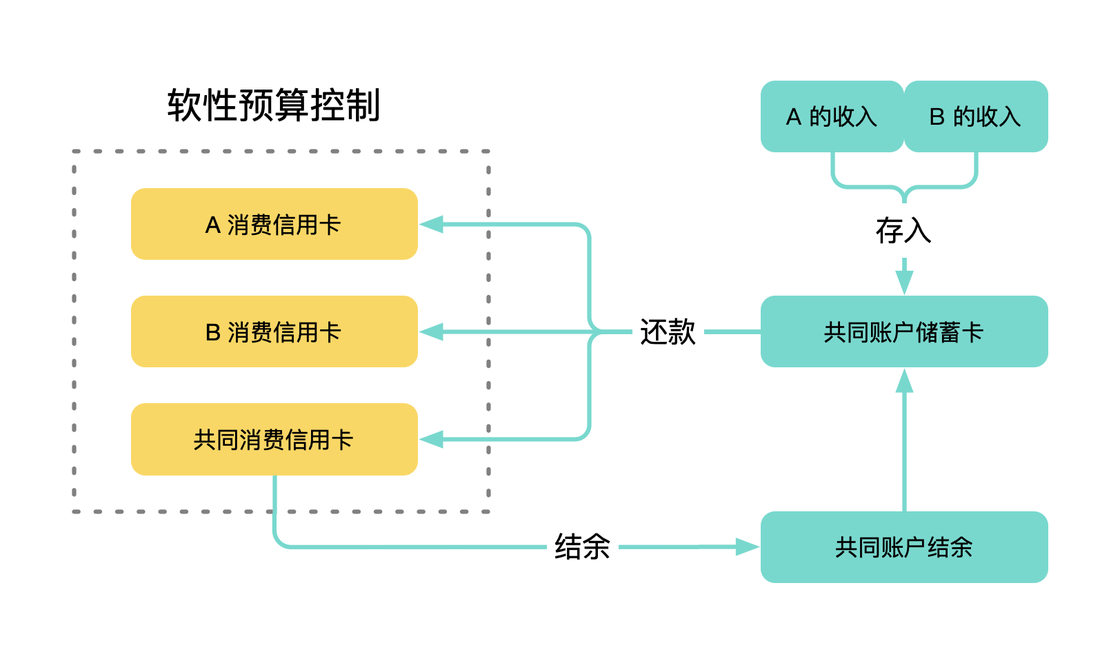 软性预算控制
A 的收入
B 的收入
A 消费信用卡
存入
B 消费信用卡
还款
共同账户储蓄卡
共同消费信用卡
结余
共同账户结余